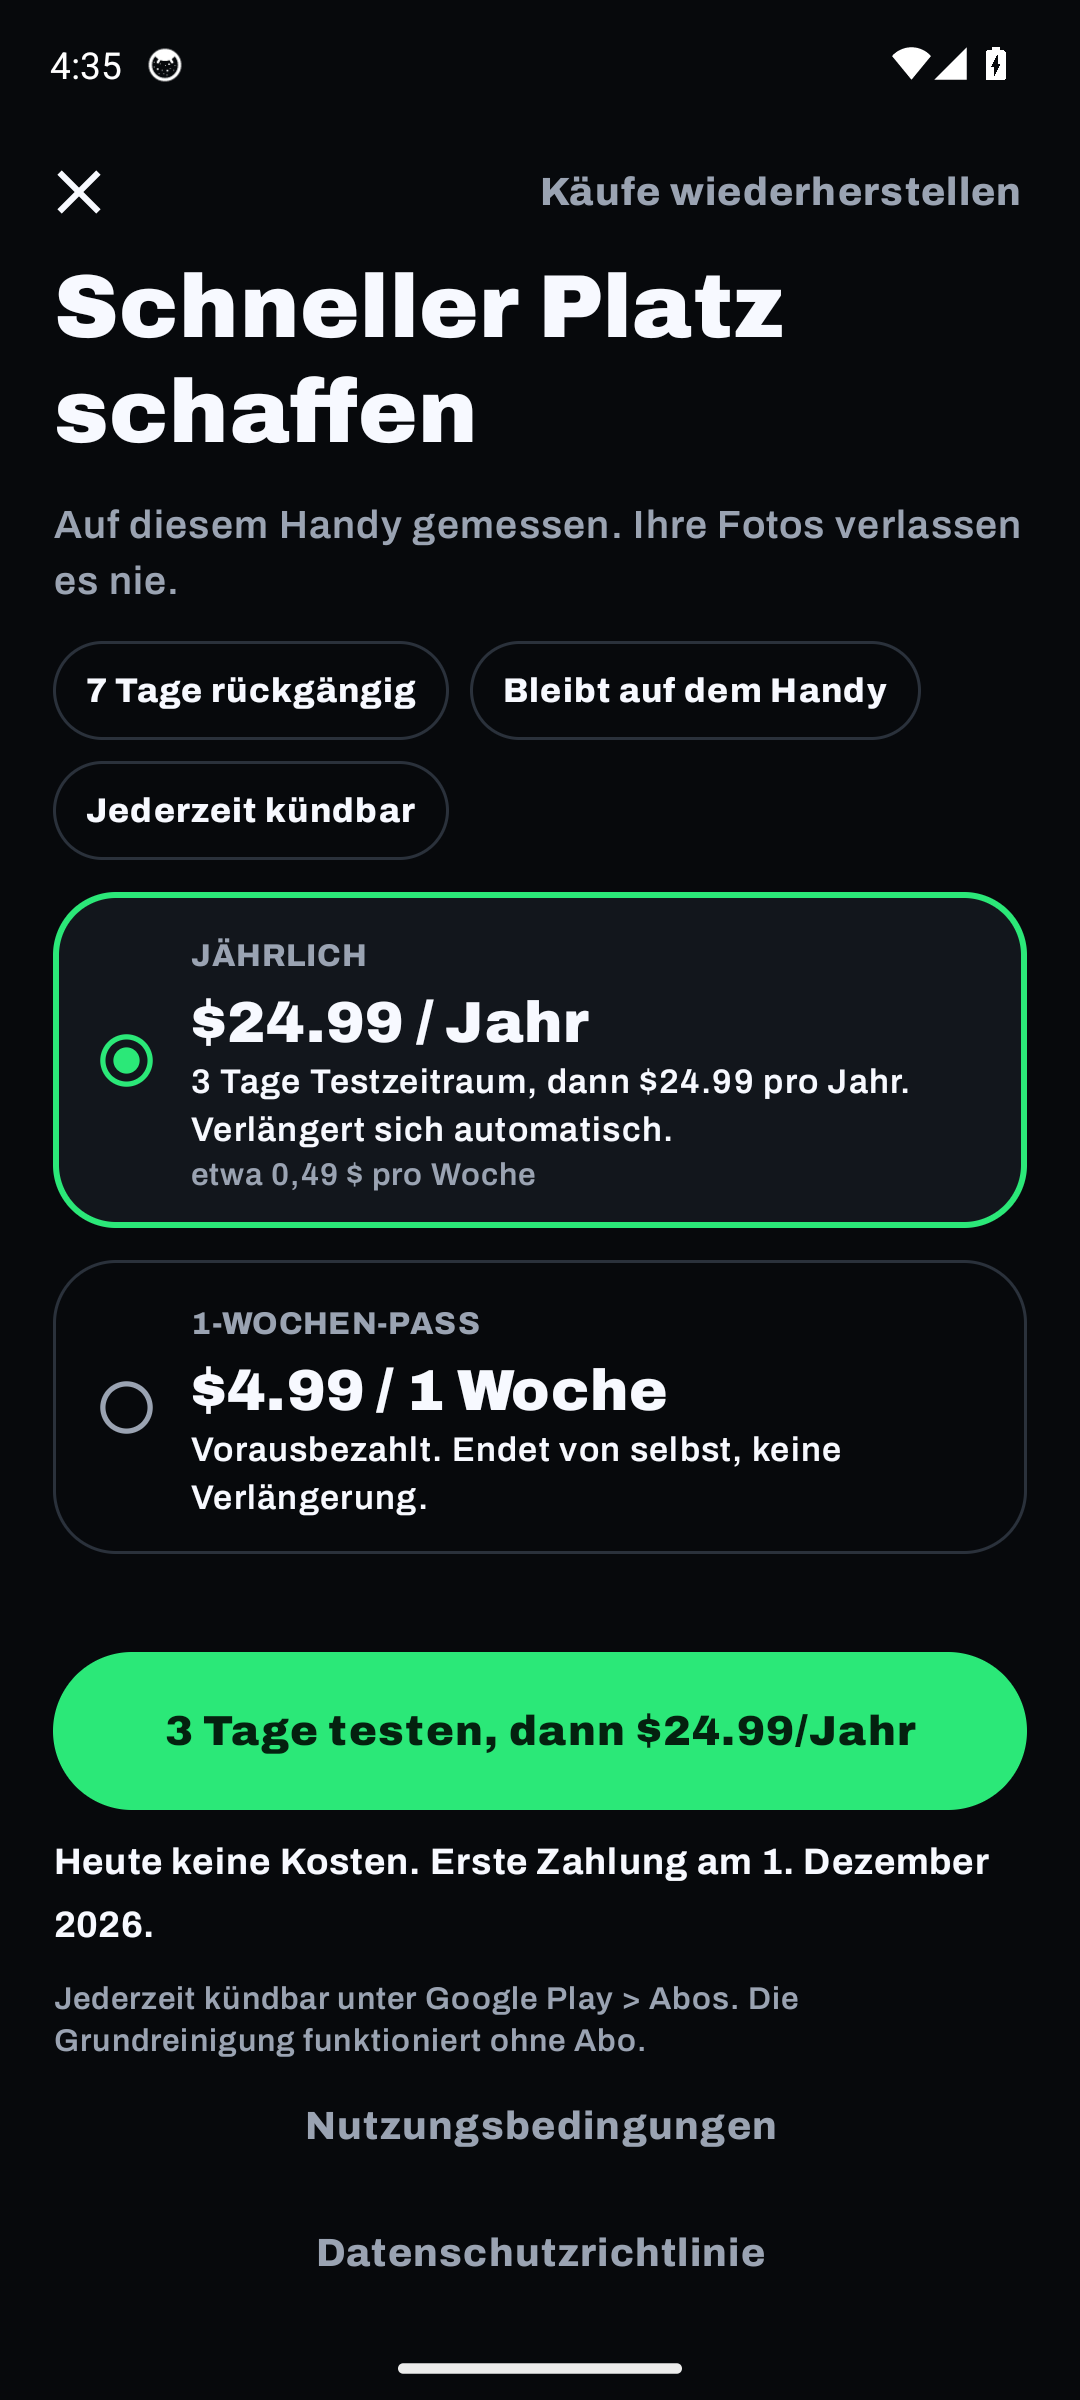 4:35
Käufe wiederherstellen
Schneller Platz
schaffen
Auf diesem Handy gemessen. Ihre Fotos verlassen
es nie.
7 Tage rückgängig
Bleibt auf dem Handy
Jederzeit kündbar
JÄHRLICH
$24.99 / Jahr
3 Tage Testzeitraum, dann $24.99 pro Jahr.
Verlängert sich automatisch.
etwa 0,49 $ pro Woche
1-WOCHEN-PASS
$4.99 / 1 Woche
Vorausbezahlt. Endet von selbst, keine
Verlängerung.
3 Tage testen, dann $24.99/Jahr
Heute keine Kosten. Erste Zahlung am 1. Dezember
2026.
Jederzeit kündbar unter Google Play > Abos. Die
Grundreinigung funktioniert ohne Abo.
Nutzungsbedingungen
Datenschutzrichtlinie